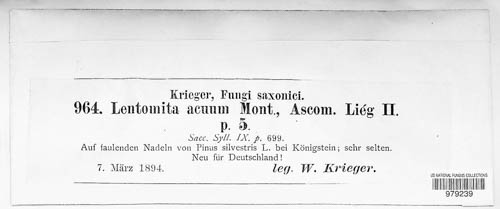 Krieger, Fungi saxonici.
964. Lentomita acuum Mont., Ascom. Liég II.
p. 5.
Sacc. Syll. IX. p. 699.
Auf faulenden Nadeln von Pinus silvestris L. bei Königstein; sehr selten.
Neu für Deutschland!
7. März 1894. leg. W. Krieger.
US NATIONAL FUNGUS COLLECTIONS
979239